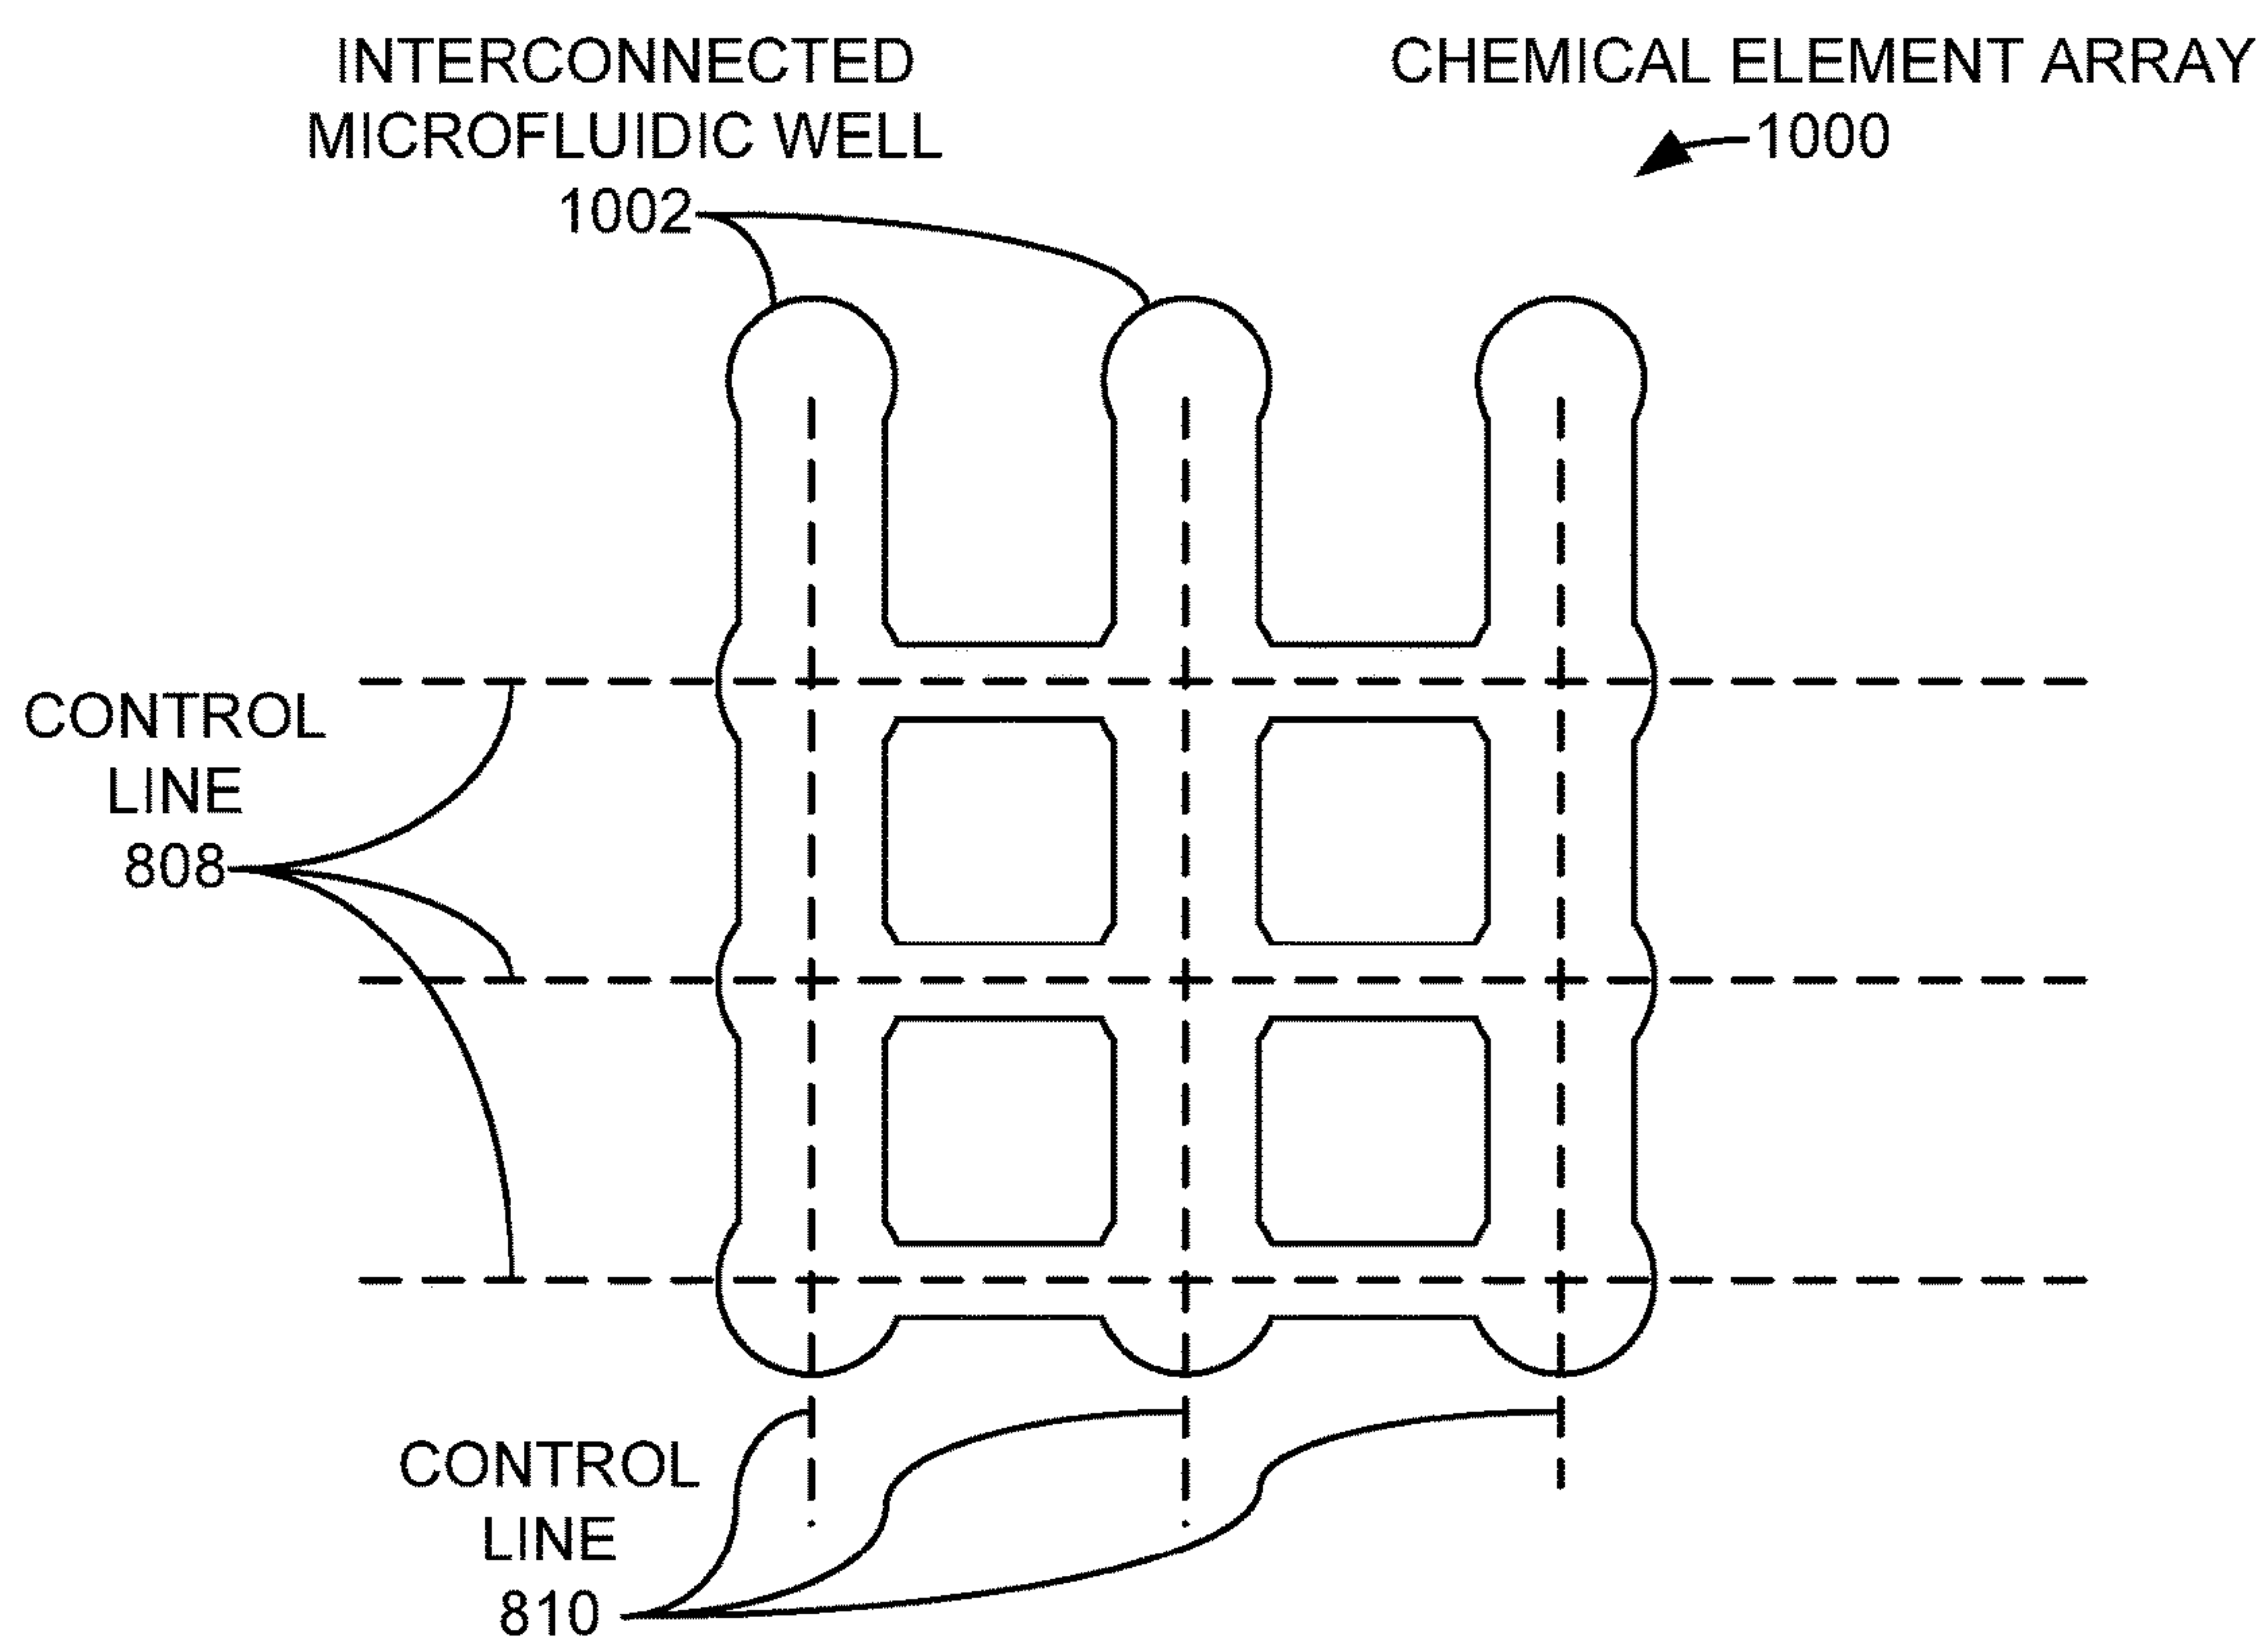 INTERCONNECTED
MICROFLUIDIC WELL
1002
CHEMICAL ELEMENT ARRAY
1000
CONTROL
LINE
808
CONTROL
LINE
810